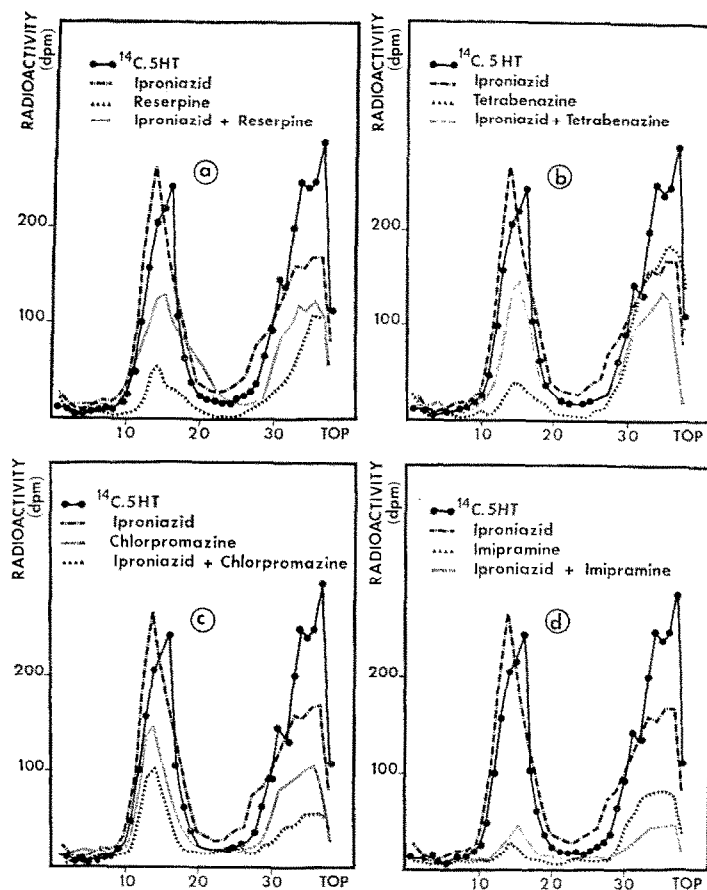 RADIOACTIVITY
(dpm)
¹⁴C.5HT
Iproniazid
Reserpine
Iproniazid + Reserpine
a
200
100
10
20
30
TOP
RADIOACTIVITY
(dpm)
¹⁴C.5HT
Iproniazid
Tetrabenazine
Iproniazid + Tetrabenazine
b
200
100
10
20
30
TOP
RADIOACTIVITY
(dpm)
¹⁴C.5HT
Iproniazid
Chlorpromazine
Iproniazid + Chlorpromazine
c
200
100
10
20
30
TOP
RADIOACTIVITY
(dpm)
¹⁴C.5HT
Iproniazid
Imipramine
Iproniazid + Imipramine
d
200
100
10
20
30
TOP